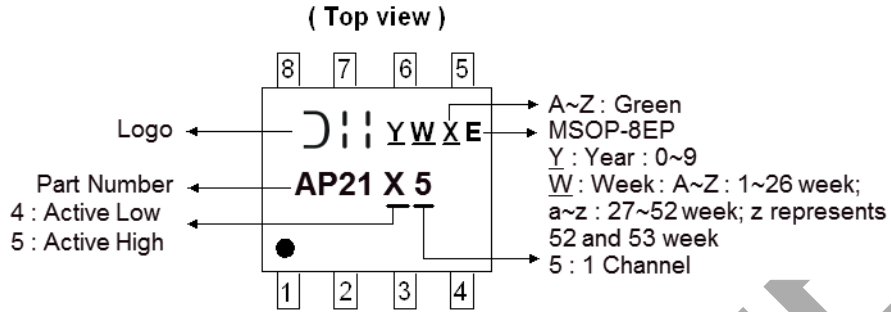 ( Top view )
8 7 6 5
Logo
Y W X E
AP21 X 5
Part Number
4 : Active Low
5 : Active High
A~Z : Green
MSOP-8EP
Y : Year : 0~9
W : Week : A~Z : 1~26 week;
a~z : 27~52 week; z represents
52 and 53 week
5 : 1 Channel
1 2 3 4